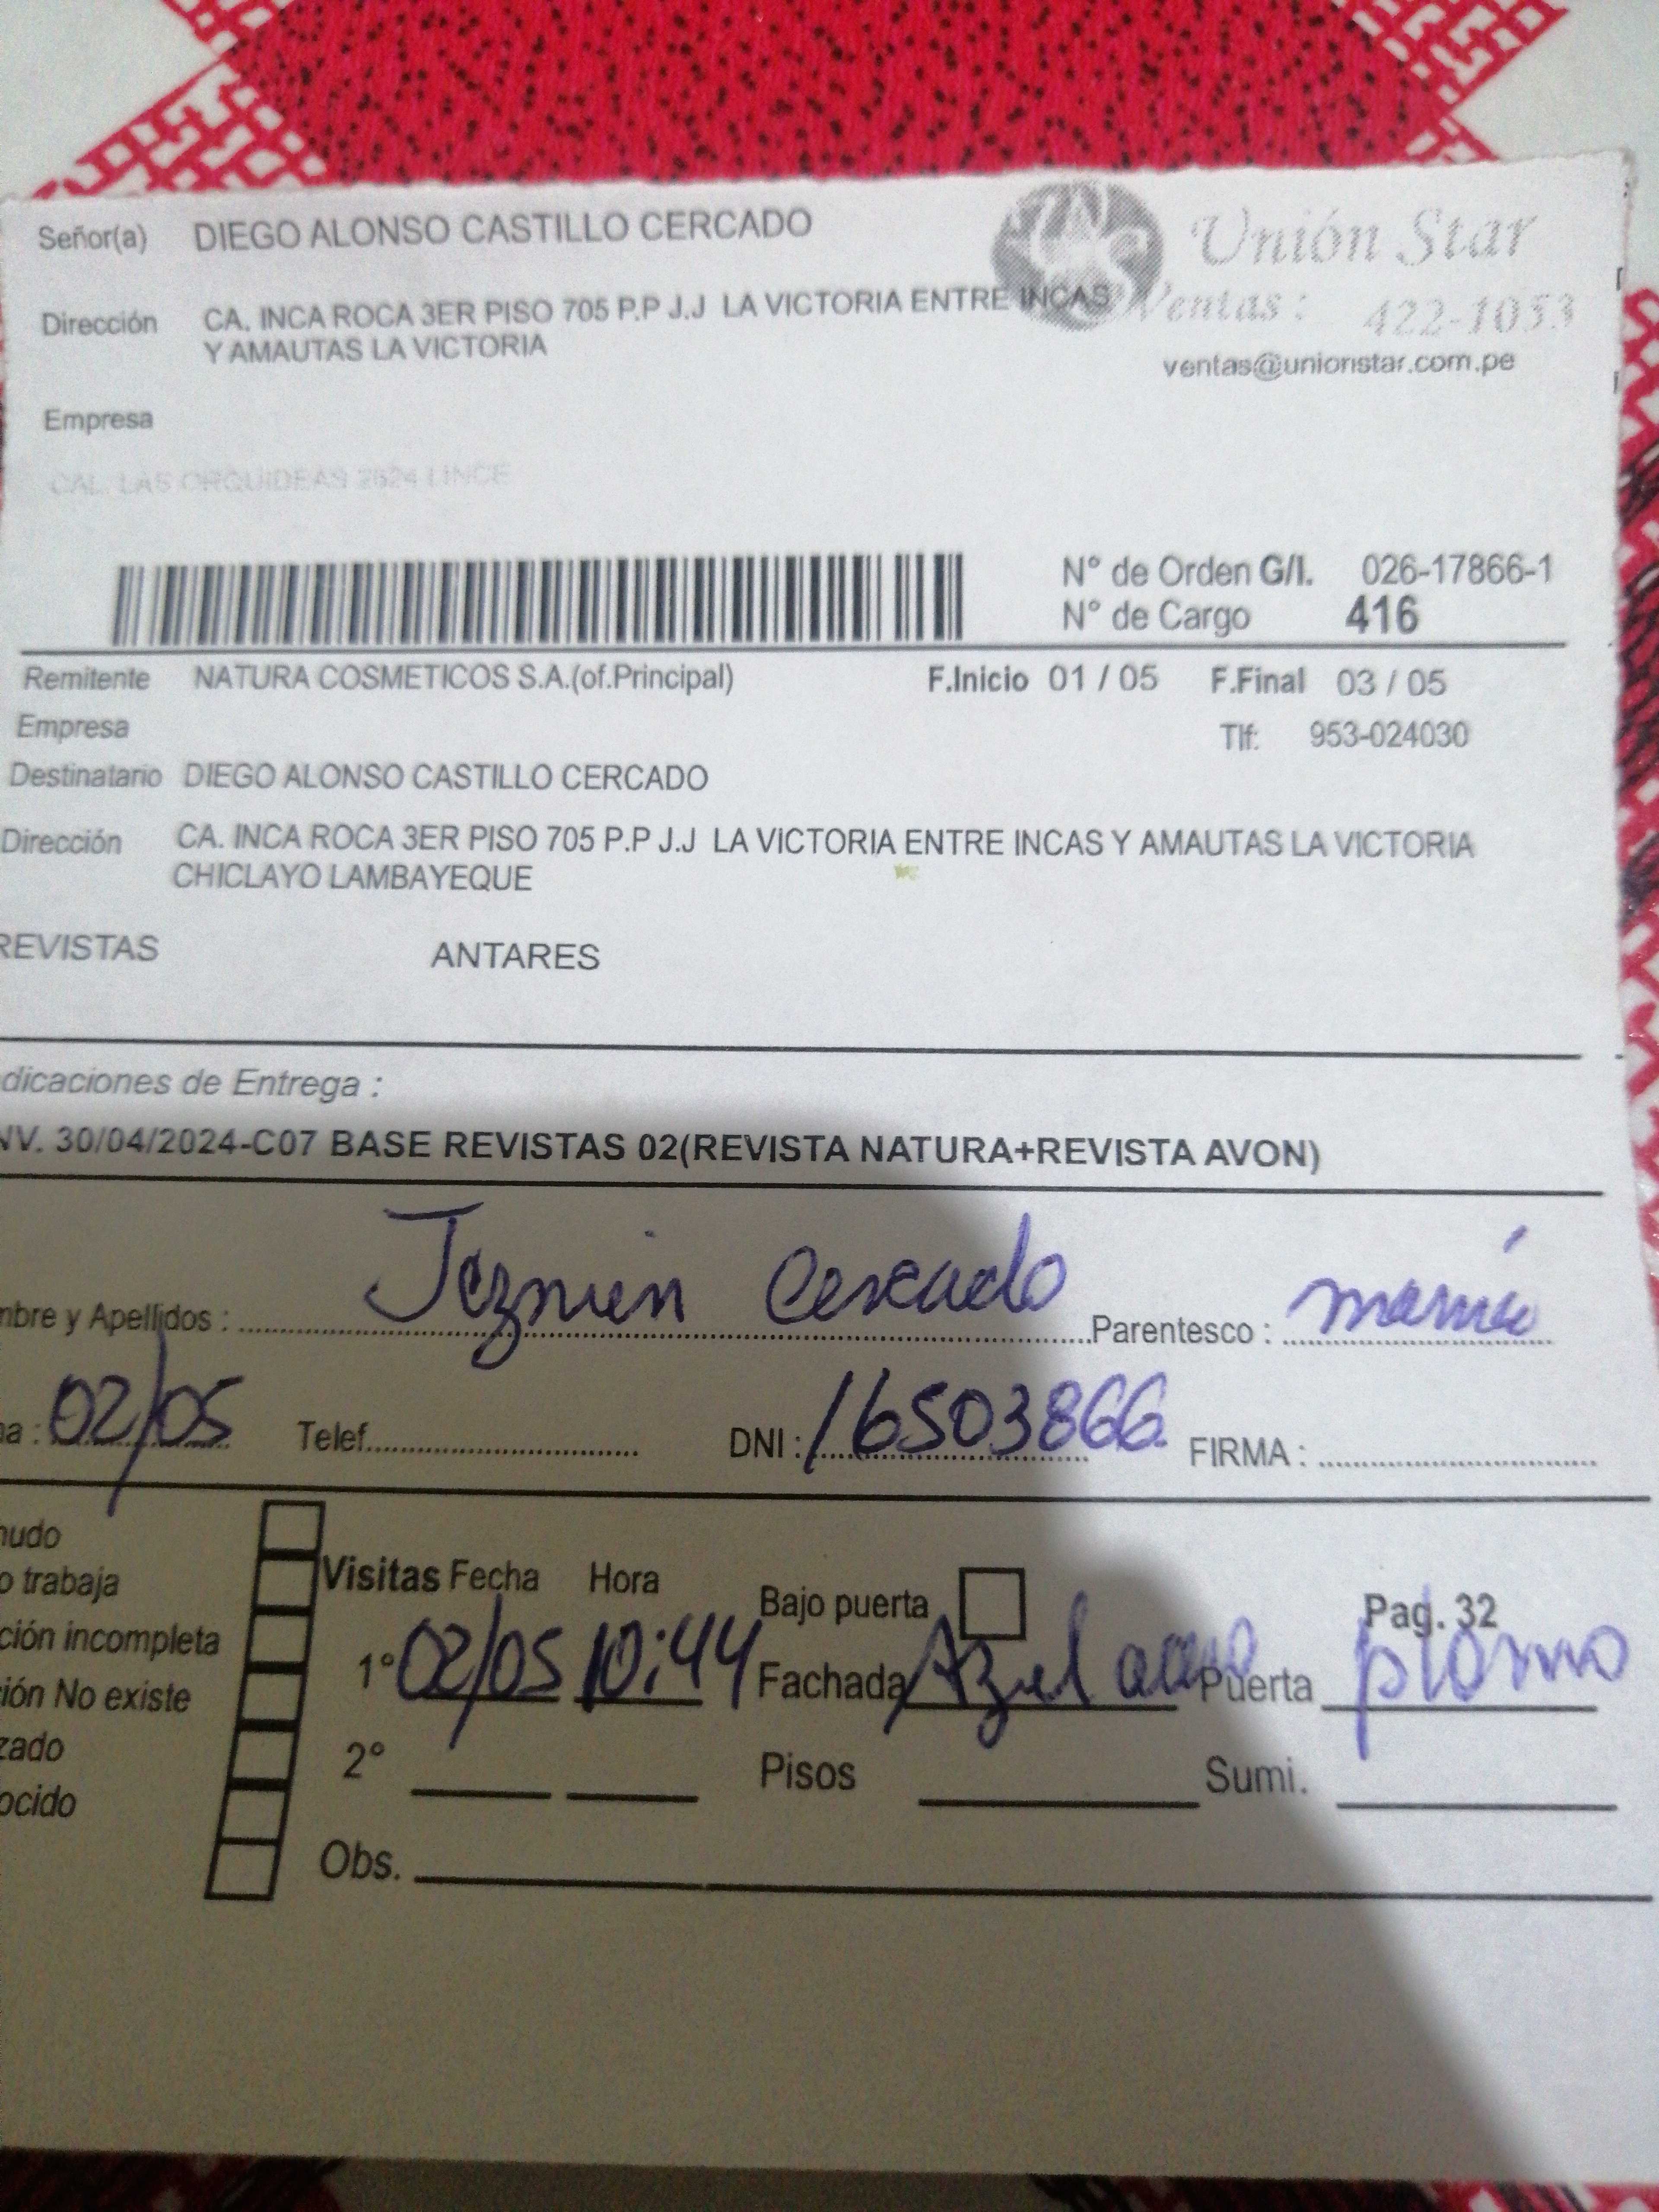 Señor(a) DIEGO ALONSO CASTILLO CERCADO
Unión Star
Dirección CA. INCA ROCA 3ER PISO 705 P.P J.J LA VICTORIA ENTRE INCAS
Y AMAUTAS LA VICTORIA
Ventas : 422-1053
ventas@unionstar.com.pe
Empresa
CAL. LAS ORQUIDEAS 2624 LINCE
N° de Orden G/I. 026-17866-1
N° de Cargo 416
Remitente NATURA COSMETICOS S.A.(of.Principal) F.Inicio 01 / 05 F.Final 03 / 05
Empresa Tlf: 953-024030
Destinatario DIEGO ALONSO CASTILLO CERCADO
Dirección CA. INCA ROCA 3ER PISO 705 P.P J.J LA VICTORIA ENTRE INCAS Y AMAUTAS LA VICTORIA
CHICLAYO LAMBAYEQUE
REVISTAS ANTARES
dicaciones de Entrega :
NV. 30/04/2024-C07 BASE REVISTAS 02(REVISTA NATURA+REVISTA AVON)
mbre y Apellidos : Jazmin Cercado Parentesco : mamá
a : 02/05 Telef. DNI : 16503866 FIRMA :
nudo
o trabaja
ción incompleta
ión No existe
zado
ocido
Visitas Fecha Hora Bajo puerta Pag. 32
1° 02/05 10:44 Fachada Azul Puerta plomo
2° Pisos Sumi.
Obs.